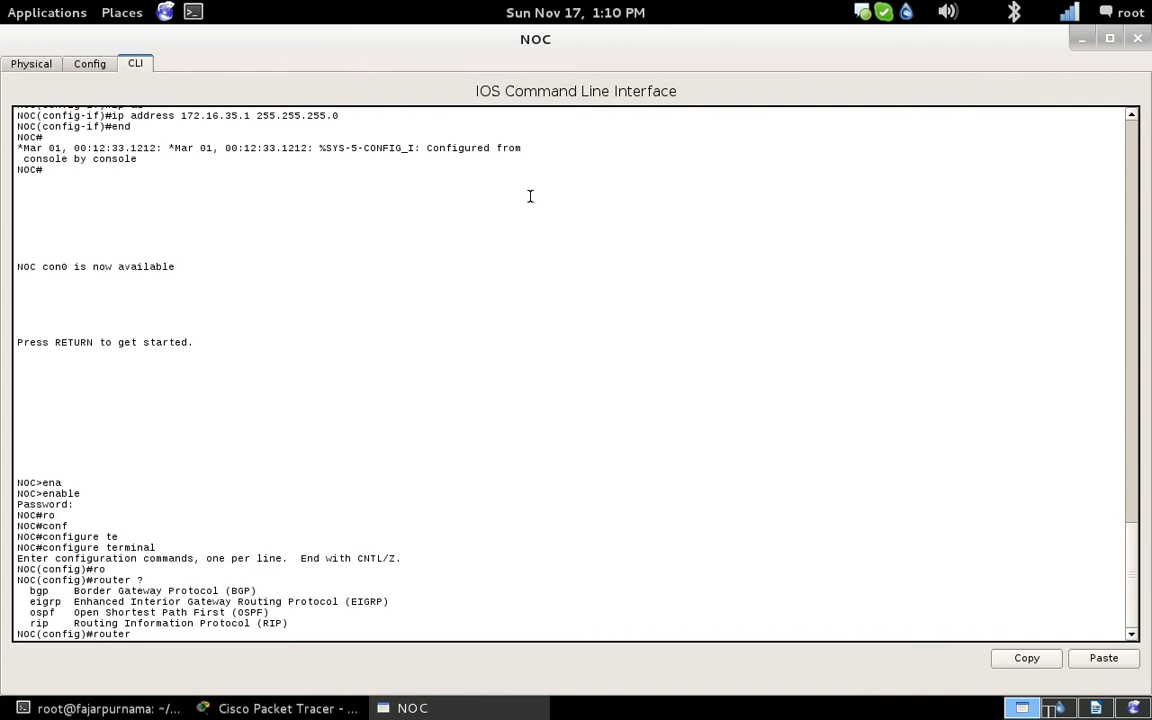 Applications Places Sun Nov 17, 1:10 PM root
NOC
Physical Config CLI
IOS Command Line Interface
NOC(config-if)#ip address 172.16.35.1 255.255.255.0
NOC(config-if)#end
NOC#
*Mar 01, 00:12:33.1212: *Mar 01, 00:12:33.1212: %SYS-5-CONFIG_I: Configured from
console by console
NOC#
NOC con0 is now available
Press RETURN to get started.
NOC>ena
NOC>enable
Password:
NOC#ro
NOC#conf
NOC#configure te
NOC#configure terminal
Enter configuration commands, one per line.  End with CNTL/Z.
NOC(config)#ro
NOC(config)#router ?
bgp    Border Gateway Protocol (BGP)
eigrp  Enhanced Interior Gateway Routing Protocol (EIGRP)
ospf   Open Shortest Path First (OSPF)
rip    Routing Information Protocol (RIP)
NOC(config)#router
Copy Paste
root@fajarpurnama: ~/... Cisco Packet Tracer - ... NOC